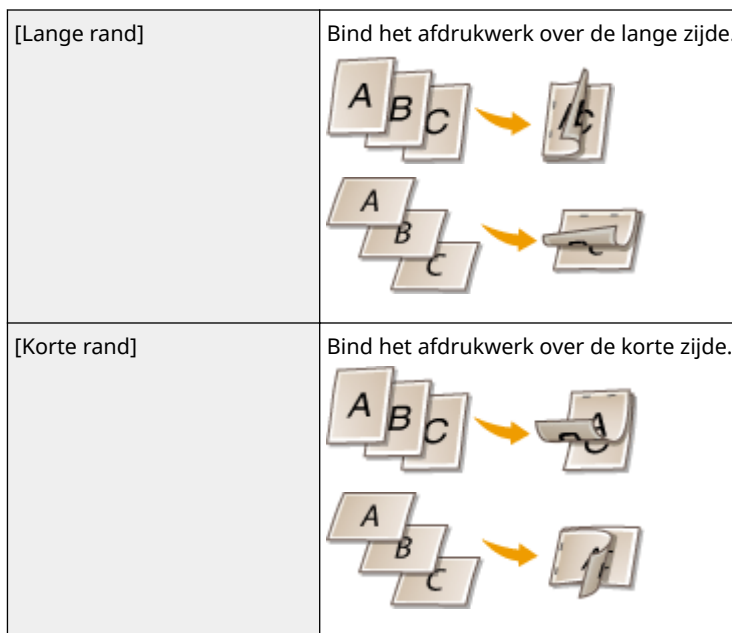 [Lange rand]
Bind het afdrukwerk over de lange zijde.
A B C
A
B
C
[Korte rand]
Bind het afdrukwerk over de korte zijde.
A B C
A
B
C